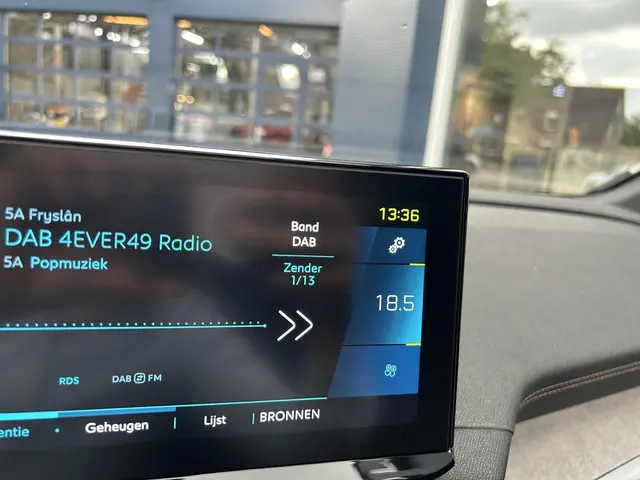 5A Fryslân
DAB 4EVER49 Radio
5A Popmuziek
Band
DAB
Zender
1/13
13:36
18.5
RDS
DAB FM
entie
Geheugen
Lijst
BRONNEN